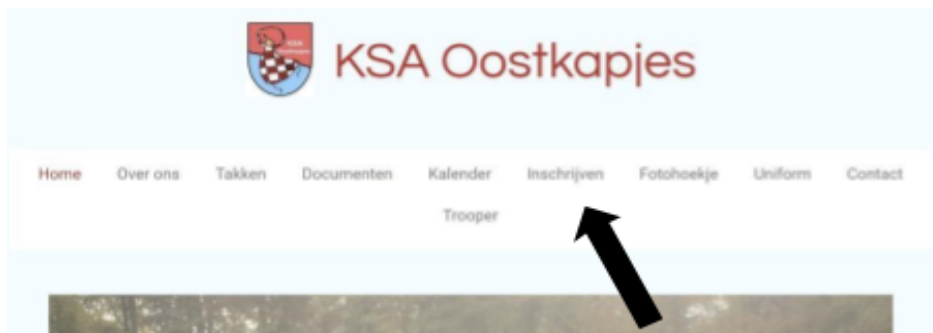 KSA Oostkapjes
Home Over ons Takken Documenten Kalender Inschrijven Fotohoekje Uniform Contact
Trooper